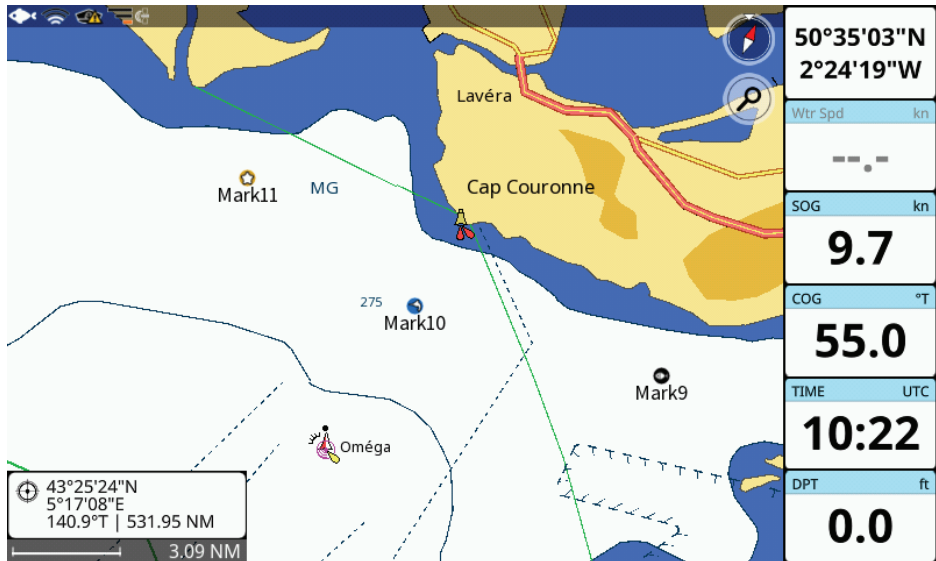 50°35'03"N
2°24'19"W
Wtr Spd kn
--.-
SOG kn
9.7
COG °T
55.0
TIME UTC
10:22
DPT ft
0.0
Lavéra
Cap Couronne
Mark11
MG
275
Mark10
Mark9
Oméga
43°25'24"N
5°17'08"E
140.9°T | 531.95 NM
3.09 NM